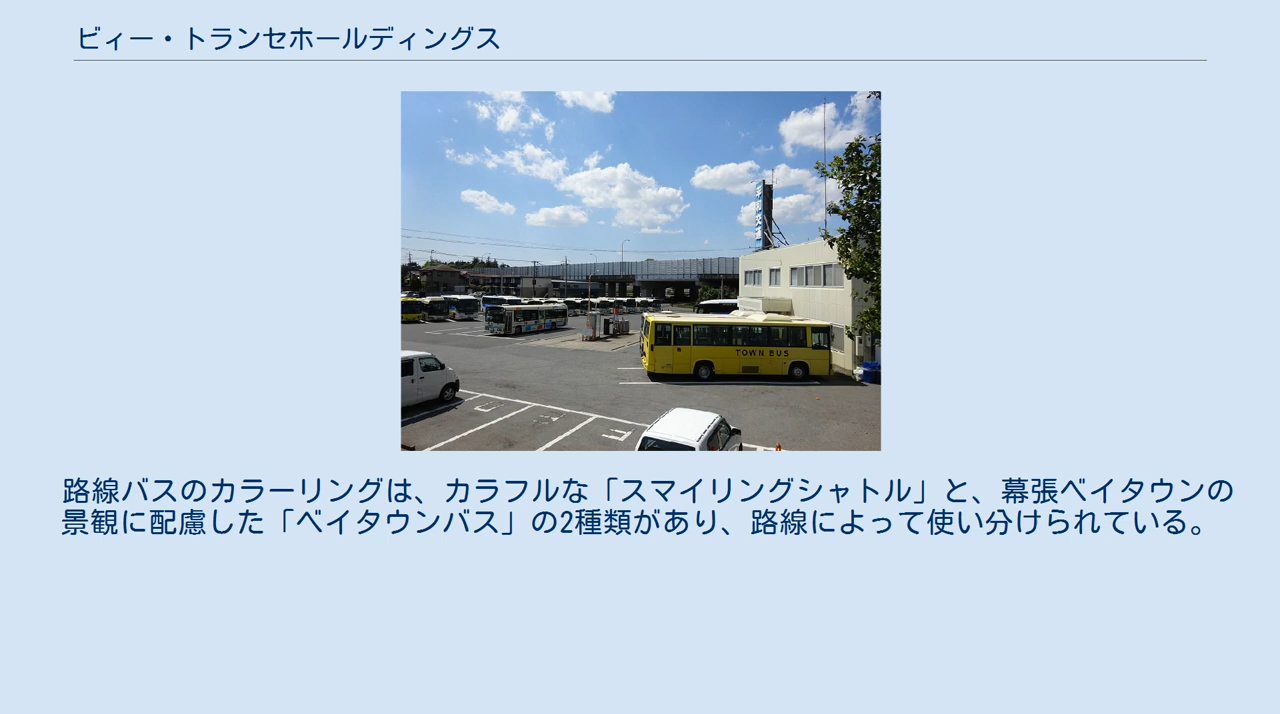 ビィー・トランセホールディングス
TOWN BUS
路線バスのカラーリングは、カラフルな「スマイリングシャトル」と、幕張ベイタウンの
景観に配慮した「ベイタウンバス」の2種類があり、路線によって使い分けられている。